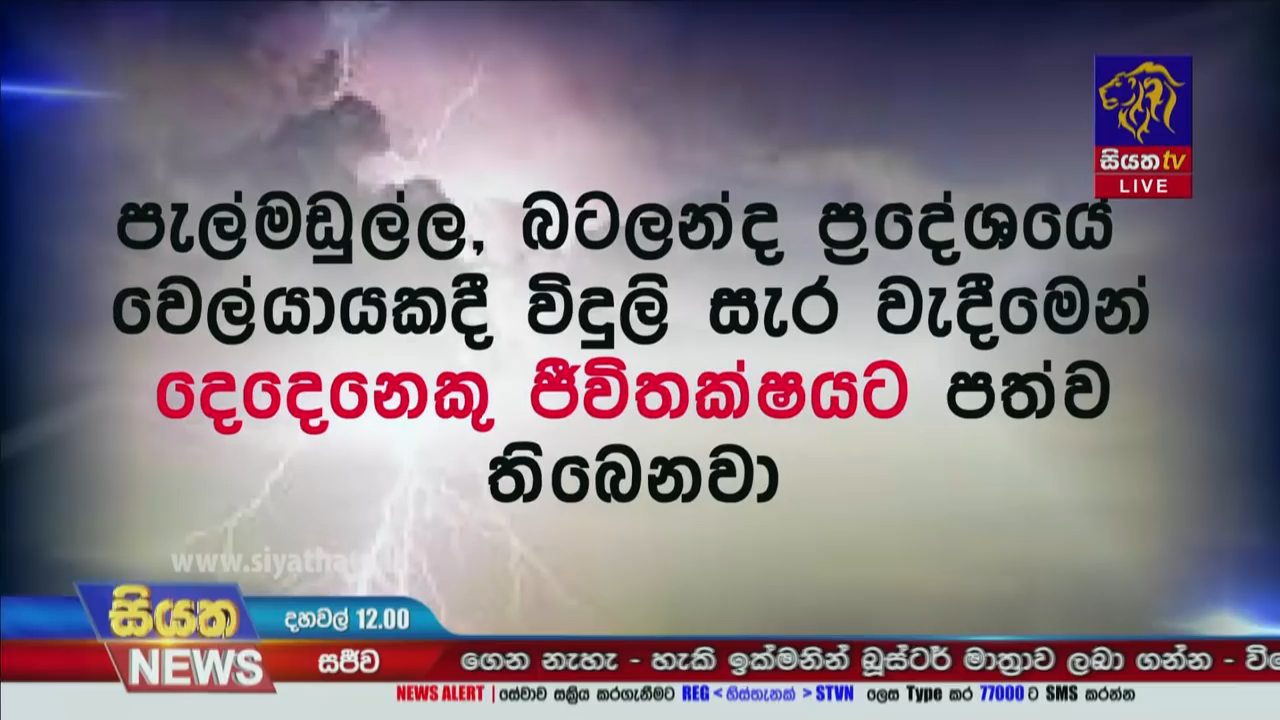 සියත tv
LIVE
පැල්මඩුල්ල, බටලන්ද ප්‍රදේශයේ
වෙල්යායකදී විදුලි සැර වැදීමෙන්
දෙදෙනෙකු ජීවිතක්ෂයට පත්ව
තිබෙනවා
www.siyatha
සියත
NEWS
දහවල් 12.00
සජීව
ගෙන නැහැ - හැකි ඉක්මනින් බූස්ටර් මාත්‍රාව ලබා ගන්න -
NEWS ALERT | සේවාව සක්‍රිය කරගැනීමට REG < හිස්තැනක් > STVN ලෙස Type කර 77000 ට SMS කරන්න